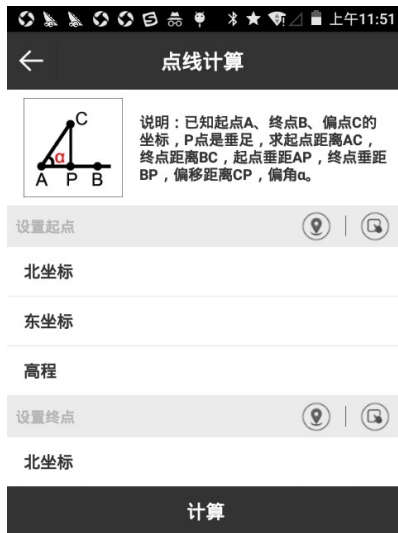 上午11:51
点线计算
C
α
A P B
说明：已知起点A、终点B、偏点C的
坐标，P点是垂足，求起点距离AC，
终点距离BC，起点垂距AP，终点垂距
BP，偏移距离CP，偏角α。
设置起点
北坐标
东坐标
高程
设置终点
北坐标
计算